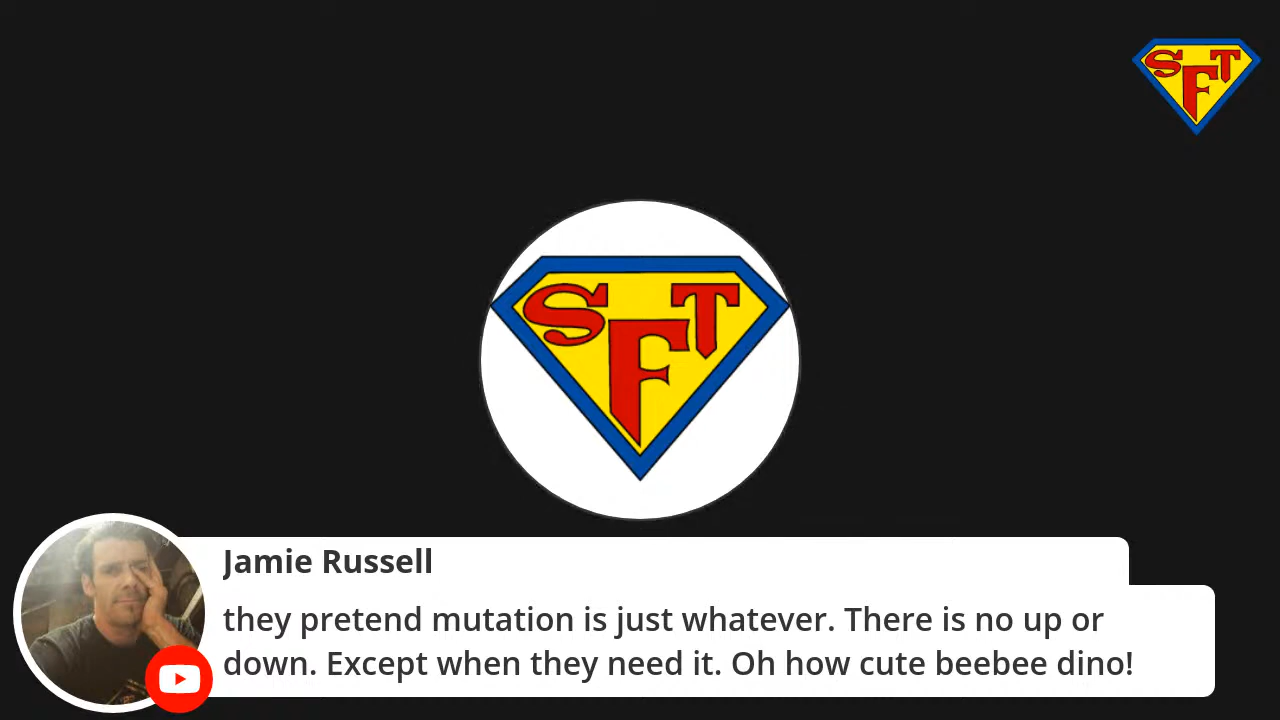 SFT
SFT
Jamie Russell
they pretend mutation is just whatever. There is no up or
down. Except when they need it. Oh how cute beebee dino!